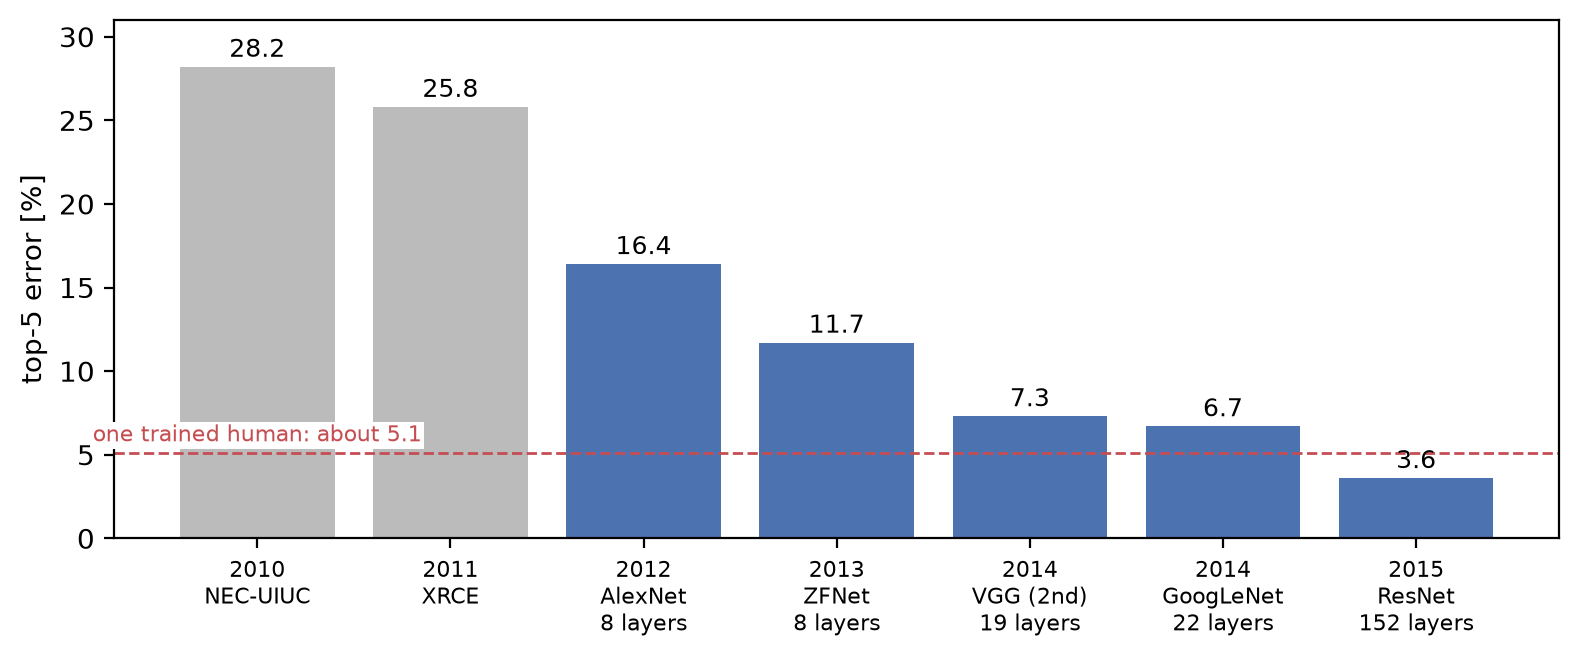 top-5 error [%]
30
25
20
15
10
5
0
28.2
25.8
16.4
11.7
7.3
6.7
3.6
one trained human: about 5.1
2010
NEC-UIUC
2011
XRCE
2012
AlexNet
8 layers
2013
ZFNet
8 layers
2014
VGG (2nd)
19 layers
2014
GoogLeNet
22 layers
2015
ResNet
152 layers